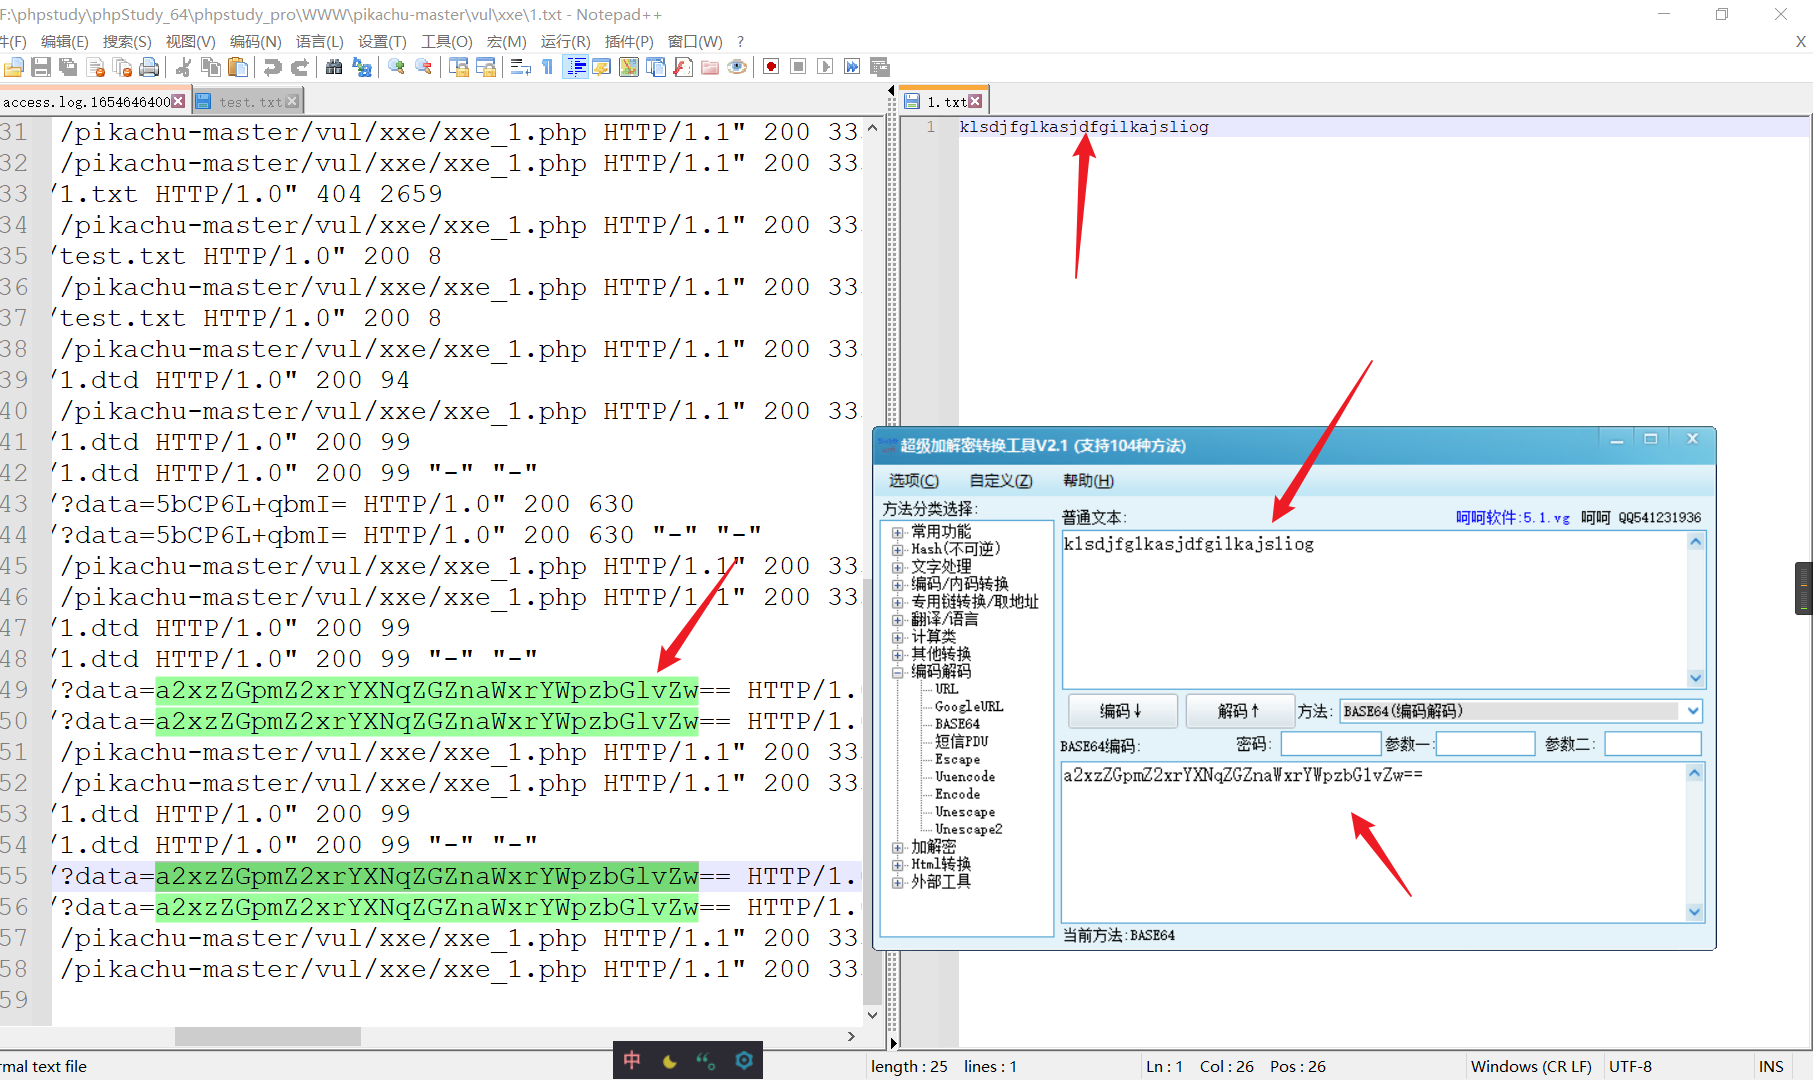 F:\phpstudy\phpStudy_64\phpstudy_pro\WWW\pikachu-master\vul\xxe\1.txt - Notepad++
件(F) 编辑(E) 搜索(S) 视图(V) 编码(N) 语言(L) 设置(T) 工具(O) 宏(M) 运行(R) 插件(P) 窗口(W) ? X
access.log.1654646400 test.txt
31 /pikachu-master/vul/xxe/xxe_1.php HTTP/1.1" 200 33
32 /pikachu-master/vul/xxe/xxe_1.php HTTP/1.1" 200 33
33 /1.txt HTTP/1.0" 404 2659
34 /pikachu-master/vul/xxe/xxe_1.php HTTP/1.1" 200 33
35 /test.txt HTTP/1.0" 200 8
36 /pikachu-master/vul/xxe/xxe_1.php HTTP/1.1" 200 33
37 /test.txt HTTP/1.0" 200 8
38 /pikachu-master/vul/xxe/xxe_1.php HTTP/1.1" 200 33
39 /1.dtd HTTP/1.0" 200 94
40 /pikachu-master/vul/xxe/xxe_1.php HTTP/1.1" 200 33
41 /1.dtd HTTP/1.0" 200 99
42 /1.dtd HTTP/1.0" 200 99 "-" "-"
43 /?data=5bCP6L+qbmI= HTTP/1.0" 200 630
44 /?data=5bCP6L+qbmI= HTTP/1.0" 200 630 "-" "-"
45 /pikachu-master/vul/xxe/xxe_1.php HTTP/1.1" 200 33
46 /pikachu-master/vul/xxe/xxe_1.php HTTP/1.1" 200 33
47 /1.dtd HTTP/1.0" 200 99
48 /1.dtd HTTP/1.0" 200 99 "-" "-"
49 /?data=a2xzZGpmZ2xrYXNqZGZnaWxrYWpzbGlvZw== HTTP/1.
50 /?data=a2xzZGpmZ2xrYXNqZGZnaWxrYWpzbGlvZw== HTTP/1.
51 /pikachu-master/vul/xxe/xxe_1.php HTTP/1.1" 200 33
52 /pikachu-master/vul/xxe/xxe_1.php HTTP/1.1" 200 33
53 /1.dtd HTTP/1.0" 200 99
54 /1.dtd HTTP/1.0" 200 99 "-" "-"
55 /?data=a2xzZGpmZ2xrYXNqZGZnaWxrYWpzbGlvZw== HTTP/1.
56 /?data=a2xzZGpmZ2xrYXNqZGZnaWxrYWpzbGlvZw== HTTP/1.
57 /pikachu-master/vul/xxe/xxe_1.php HTTP/1.1" 200 33
58 /pikachu-master/vul/xxe/xxe_1.php HTTP/1.1" 200 33
59
1.txt
1 klsdjfglkasjdfgilkajsliog
超级加解密转换工具V2.1 (支持104种方法)
选项(C) 自定义(Z) 帮助(H)
方法分类选择:
常用功能
Hash(不可逆)
文字处理
编码/内码转换
专用链转换/取地址
翻译/语言
计算类
其他转换
编码解码
URL
GoogleURL
BASE64
短信PDU
Escape
Uuencode
Encode
Unescape
Unescape2
加解密
Html转换
外部工具
普通文本: 呵呵软件:5.1.vg 呵呵 QQ541231936
klsdjfglkasjdfgilkajsliog
编码↓ 解码↑ 方法: BASE64(编码解码)
BASE64编码: 密码: 参数一: 参数二:
a2xzZGpmZ2xrYXNqZGZnaWxrYWpzbGlvZw==
当前方法:BASE64
中
rmal text file length : 25 lines : 1 Ln : 1 Col : 26 Pos : 26 Windows (CR LF) UTF-8 INS